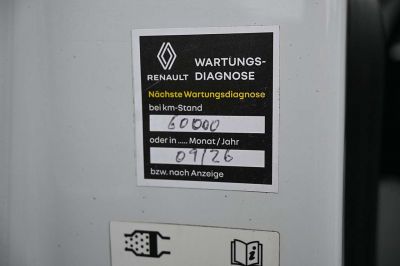 RENAULT
WARTUNGS-
DIAGNOSE
Nächste Wartungsdiagnose
bei km-Stand
60000
oder in ..... Monat / Jahr
09/26
bzw. nach Anzeige